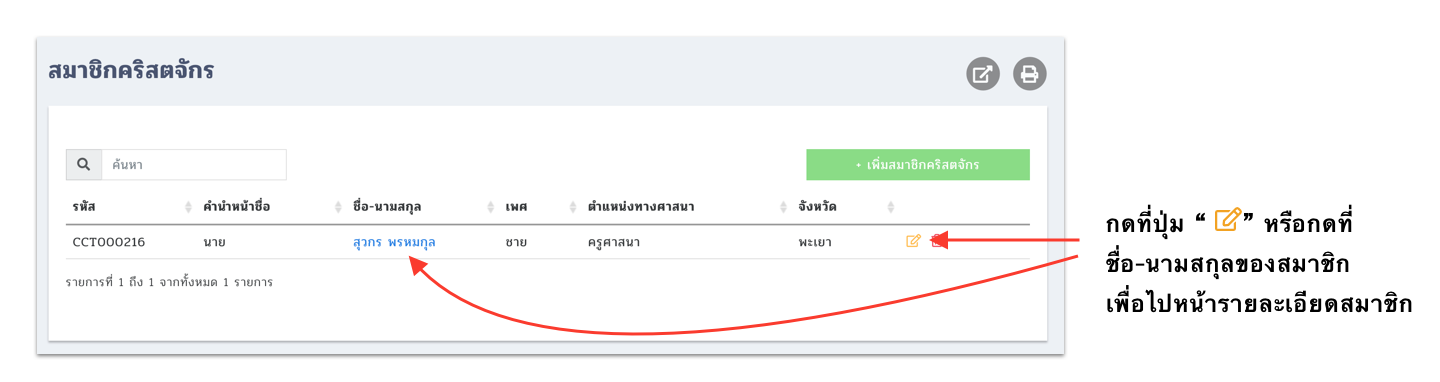 สมาชิกคริสตจักร
ค้นหา
+ เพิ่มสมาชิกคริสตจักร
รหัส คำนำหน้าชื่อ ชื่อ-นามสกุล เพศ ตำแหน่งทางศาสนา จังหวัด
CCT000216 นาย สุวกร พรหมกุล ชาย ครูศาสนา พะเยา
รายการที่ 1 ถึง 1 จากทั้งหมด 1 รายการ
กดที่ปุ่ม “ ” หรือกดที่
ชื่อ-นามสกุลของสมาชิก
เพื่อไปหน้ารายละเอียดสมาชิก